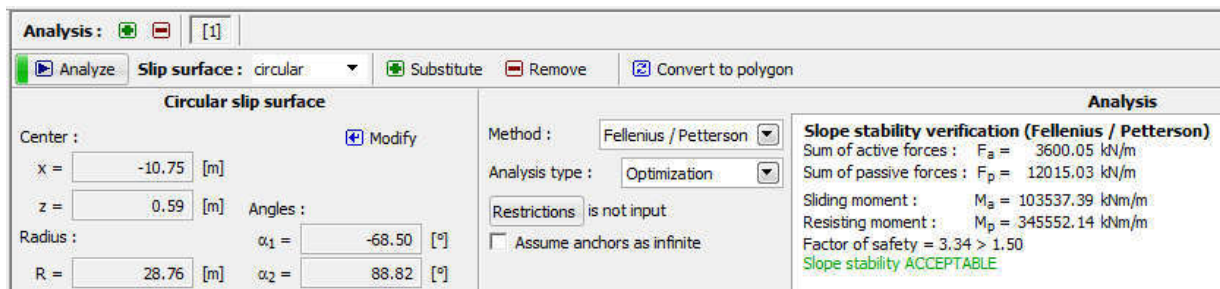 Analysis : [1]
Analyze Slip surface : circular Substitute Remove Convert to polygon
Circular slip surface
Center : Modify
x = -10.75 [m]
z = 0.59 [m] Angles :
Radius : α1 = -68.50 [°]
R = 28.76 [m] α2 = 88.82 [°]
Analysis
Method : Fellenius / Petterson
Analysis type : Optimization
Restrictions is not input
Assume anchors as infinite
Slope stability verification (Fellenius / Petterson)
Sum of active forces : Fa = 3600.05 kN/m
Sum of passive forces : Fp = 12015.03 kN/m
Sliding moment : Ma = 103537.39 kNm/m
Resisting moment : Mp = 345552.14 kNm/m
Factor of safety = 3.34 > 1.50
Slope stability ACCEPTABLE